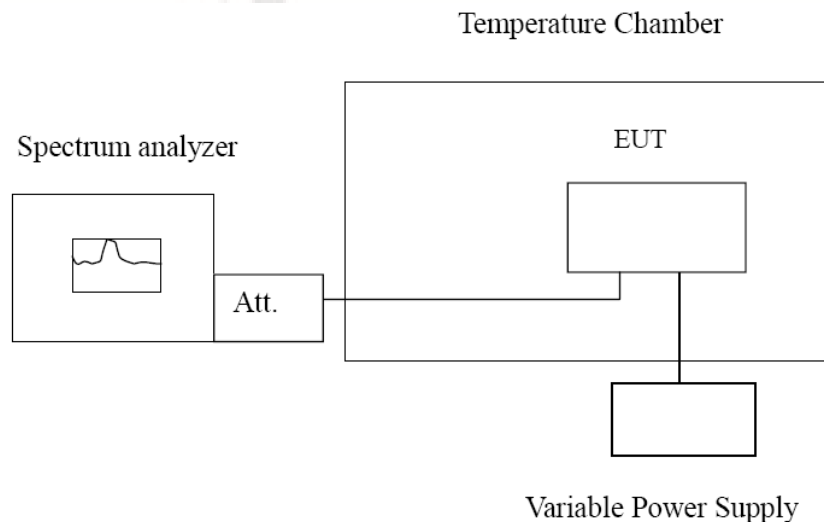 Temperature Chamber
EUT
Spectrum analyzer
Att.
Variable Power Supply